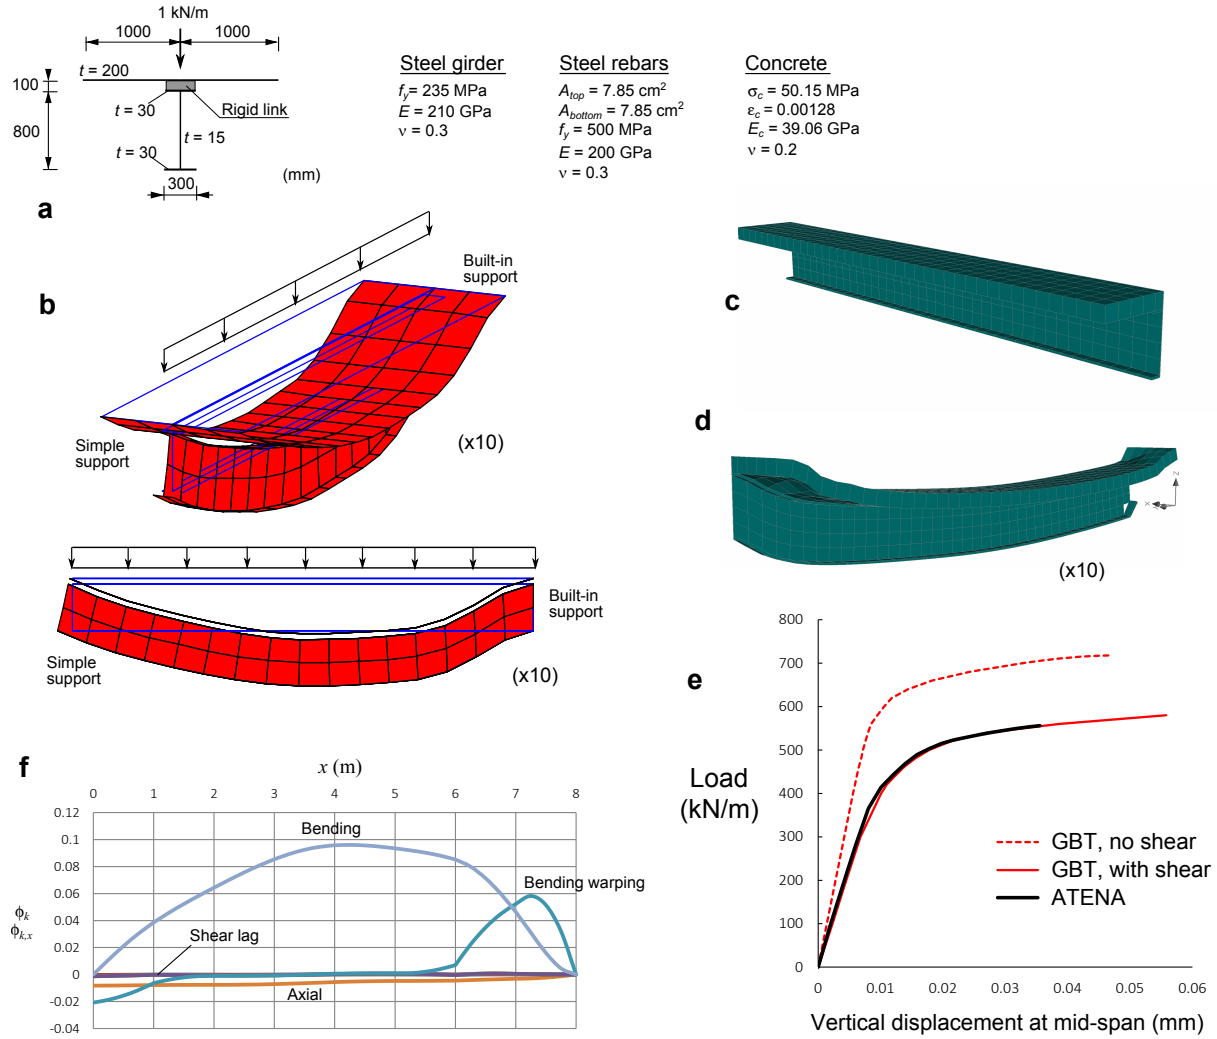 1 kN/m
1000 1000
t = 200
100
t = 30
Rigid link
800
t = 15
t = 30
300
(mm)
Steel girder
fy= 235 MPa
E = 210 GPa
ν = 0.3
Steel rebars
Atop = 7.85 cm2
Abottom = 7.85 cm2
fy = 500 MPa
E = 200 GPa
ν = 0.3
Concrete
σc = 50.15 MPa
εc = 0.00128
Ec = 39.06 GPa
ν = 0.2
a
b
Built-in
support
Simple
support
(x10)
Built-in
support
Simple
support
(x10)
c
d
z
x
(x10)
e
800
700
600
500
400
300
200
100
0
Load
(kN/m)
GBT, no shear
GBT, with shear
ATENA
0 0.01 0.02 0.03 0.04 0.05 0.06
Vertical displacement at mid-span (mm)
f
x (m)
0 1 2 3 4 5 6 7 8
0.12
0.1
0.08
0.06
0.04
0.02
0
-0.02
-0.04
ϕk
ϕk,x
Bending
Bending warping
Shear lag
Axial